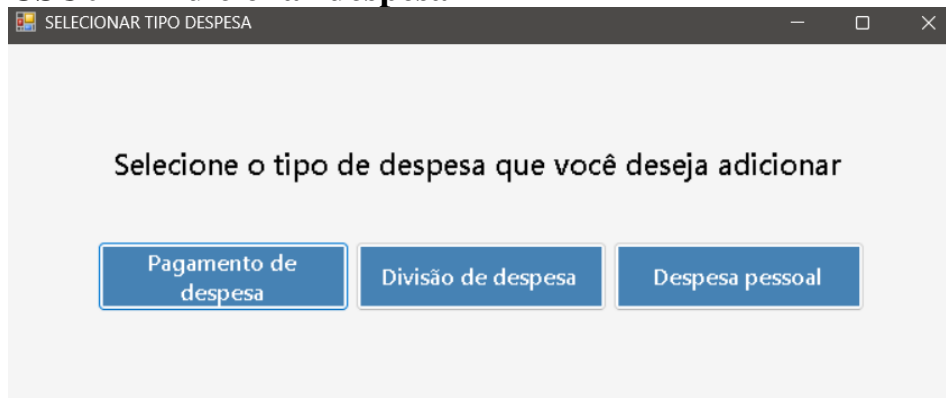 SELECIONAR TIPO DESPESA
Selecione o tipo de despesa que você deseja adicionar
Pagamento de
despesa
Divisão de despesa
Despesa pessoal